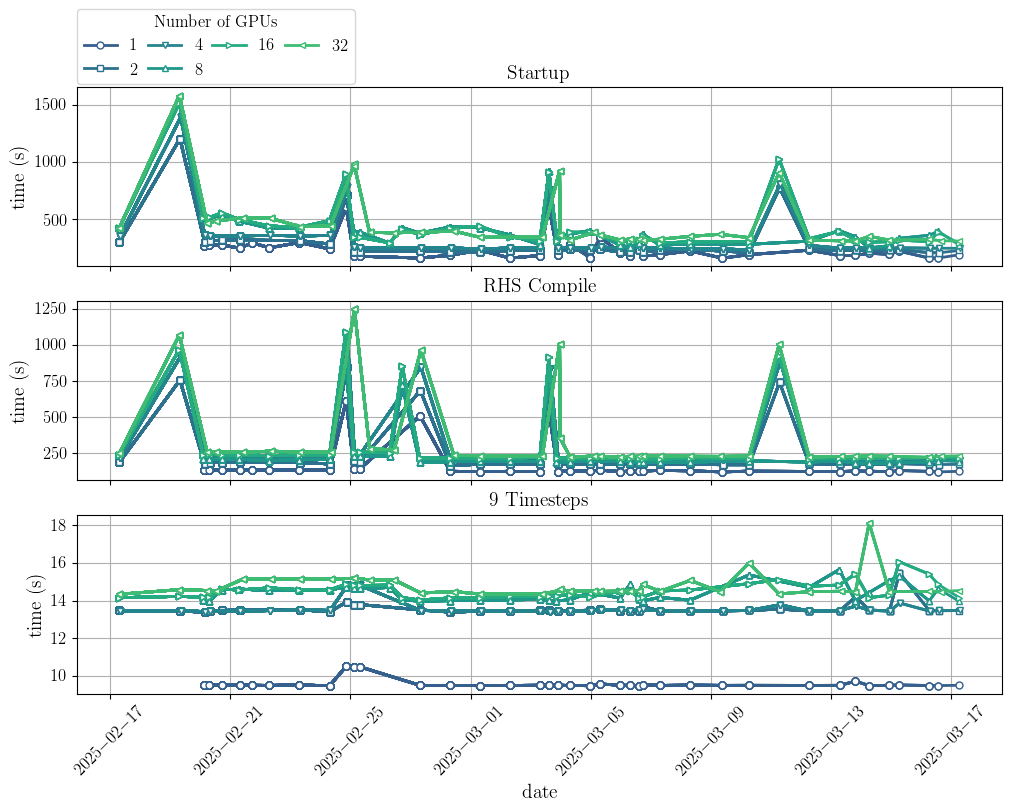 Number of GPUs
1 4 16 32
2 8
Startup
1500
1000
500
time (s)
RHS Compile
1250
1000
750
500
250
time (s)
9 Timesteps
18
16
14
12
10
time (s)
2025−02−17 2025−02−21 2025−02−25 2025−03−01 2025−03−05 2025−03−09 2025−03−13 2025−03−17
date